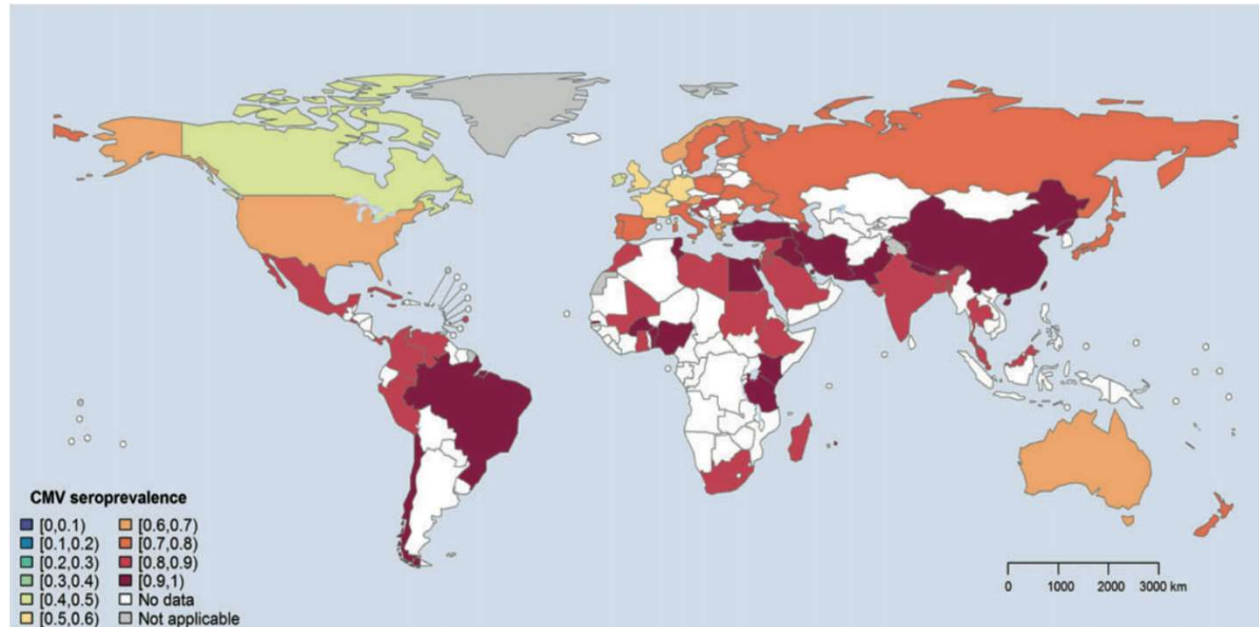 CMV seroprevalence
[0,0.1)
[0.1,0.2)
[0.2,0.3)
[0.3,0.4)
[0.4,0.5)
[0.5,0.6)
[0.6,0.7)
[0.7,0.8)
[0.8,0.9)
[0.9,1)
No data
Not applicable
0 1000 2000 3000 km